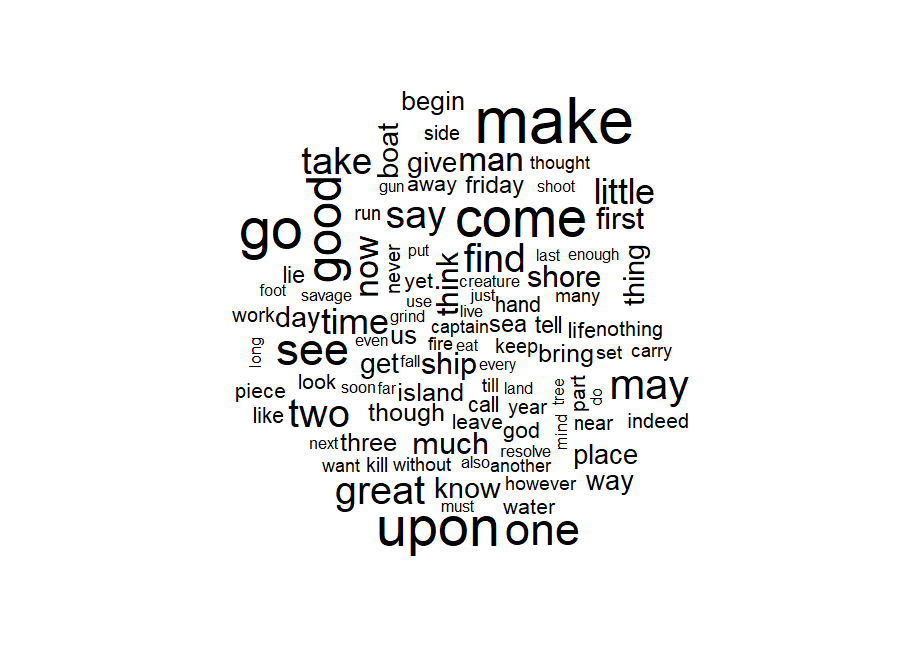 begin
make
boat
side
take
give
man
thought
good
gun
away
friday
shoot
little
go
run
say
come
first
now
never
put
find
last
enough
thing
lie
yet.
think
creature
shore
foot
savage
use
just
hand
many
work
day
time
grind
live
captain
sea
tell
life
nothing
long
see
even
us
fire
eat
keep
bring
set
carry
get
fall
ship
every
piece
look
soon
far
island
till
land
tree
part
do
may
like
two
though
call
year
leave
god
mind
near
indeed
next
three
much
resolve
place
want
kill
without
also
another
great
know
however
way
must
water
upon
one